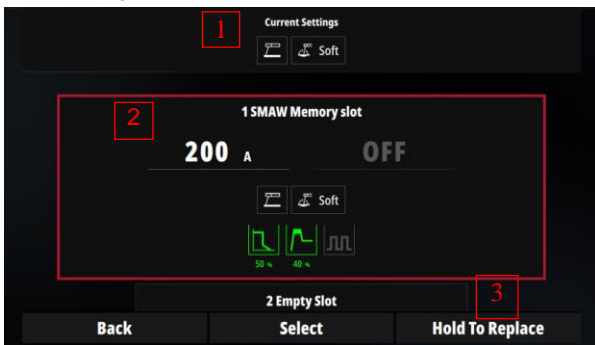 Current Settings
1
Soft
2
1 SMAW Memory slot
200 A OFF
Soft
50 % 40 %
3
2 Empty Slot
Back Select Hold To Replace